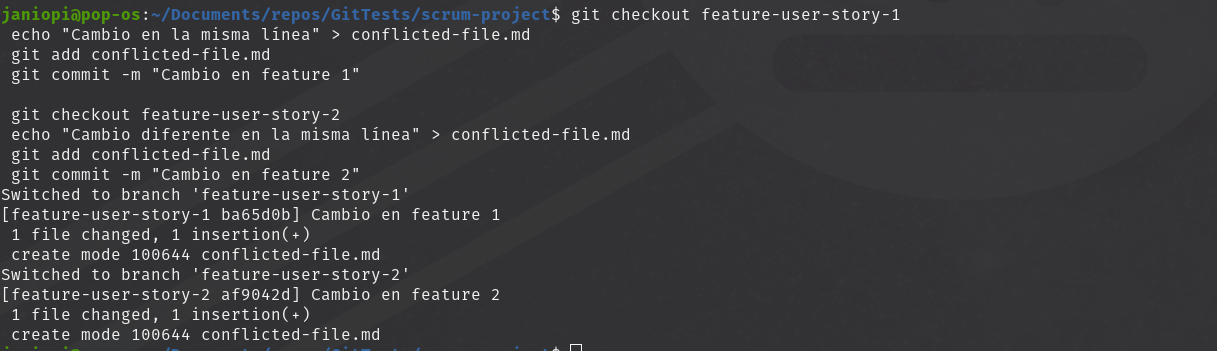 janiopi@pop-os:~/Documents/repos/GitTests/scrum-project$ git checkout feature-user-story-1
echo "Cambio en la misma línea" > conflicted-file.md
git add conflicted-file.md
git commit -m "Cambio en feature 1"
git checkout feature-user-story-2
echo "Cambio diferente en la misma línea" > conflicted-file.md
git add conflicted-file.md
git commit -m "Cambio en feature 2"
Switched to branch 'feature-user-story-1'
[feature-user-story-1 ba65d0b] Cambio en feature 1
1 file changed, 1 insertion(+)
create mode 100644 conflicted-file.md
Switched to branch 'feature-user-story-2'
[feature-user-story-2 af9042d] Cambio en feature 2
1 file changed, 1 insertion(+)
create mode 100644 conflicted-file.md